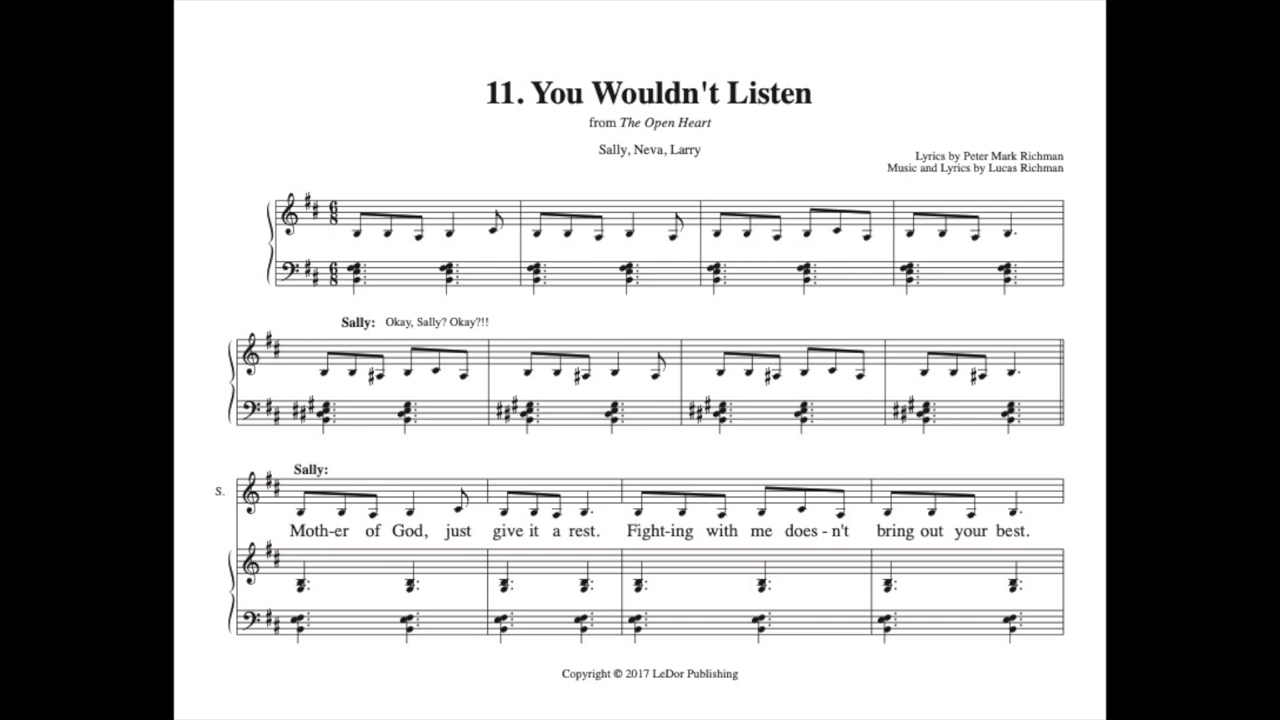 11. You Wouldn't Listen
from The Open Heart
Sally, Neva, Larry
Lyrics by Peter Mark Richman
Music and Lyrics by Lucas Richman
Sally: Okay, Sally? Okay?!!
Sally:
S.
Moth-er of God, just give it a rest. Fight-ing with me does - n't bring out your best.
Copyright © 2017 LeDor Publishing